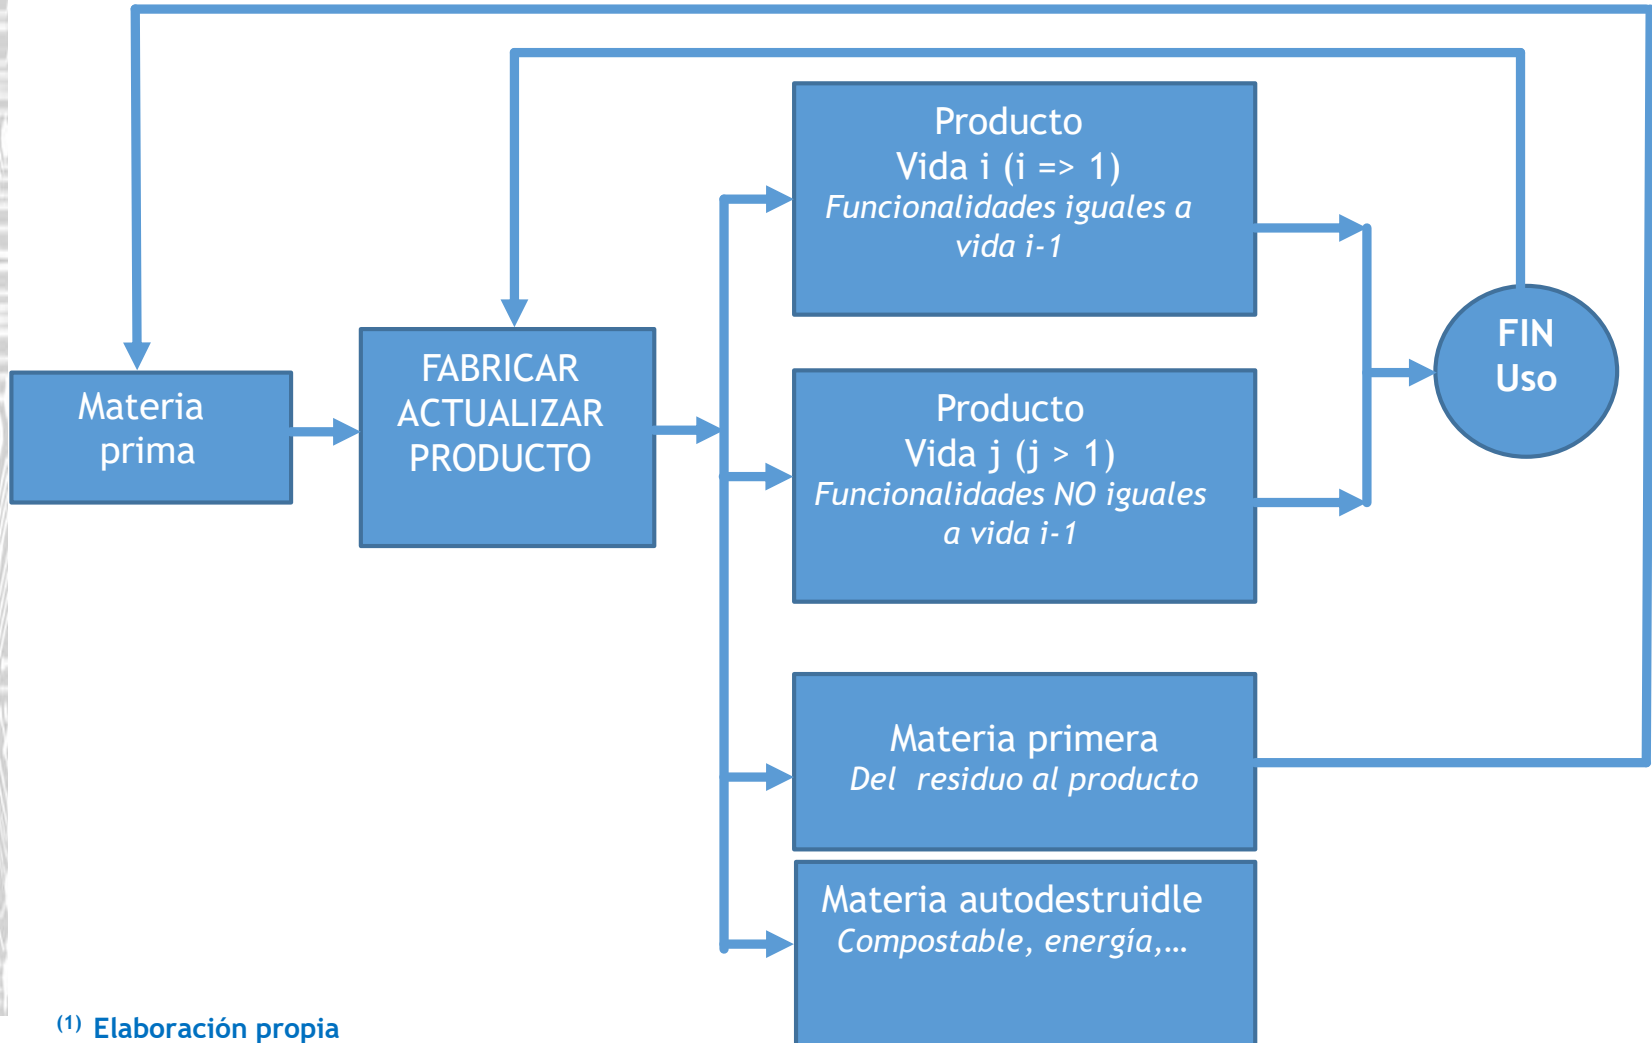 Materia
prima
FABRICAR
ACTUALIZAR
PRODUCTO
Producto
Vida i (i => 1)
Funcionalidades iguales a
vida i-1
Producto
Vida j (j > 1)
Funcionalidades NO iguales
a vida i-1
Materia primera
Del residuo al producto
Materia autodestruidle
Compostable, energía,…
FIN
Uso
(1) Elaboración propia